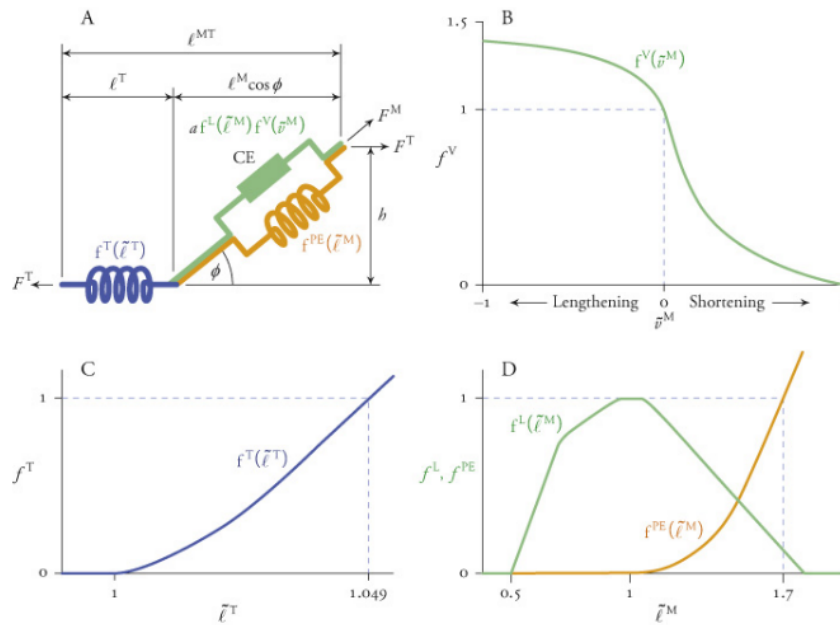 A
ℓ^MT
ℓ^T
ℓ^M cos ϕ
F^M
a f^L(ℓ̃^M) f^V(ṽ^M)
F^T
CE
h
f^T(ℓ̃^T)
f^PE(ℓ̃^M)
F^T
ϕ
B
1.5
f^V(ṽ^M)
1
f^V
0
−1
Lengthening
0
Shortening
ṽ^M
C
1
f^T(ℓ̃^T)
f^T
0
1
1.049
ℓ̃^T
D
1
f^L(ℓ̃^M)
f^L, f^PE
f^PE(ℓ̃^M)
0
0.5
1
1.7
ℓ̃^M